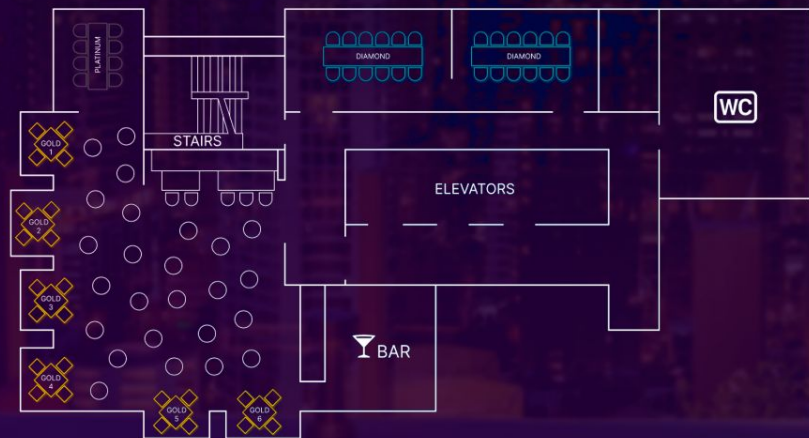 PLATINUM
DIAMOND
DIAMOND
WC
STAIRS
GOLD
1
ELEVATORS
GOLD
2
GOLD
3
BAR
GOLD
4
GOLD
5
GOLD
6